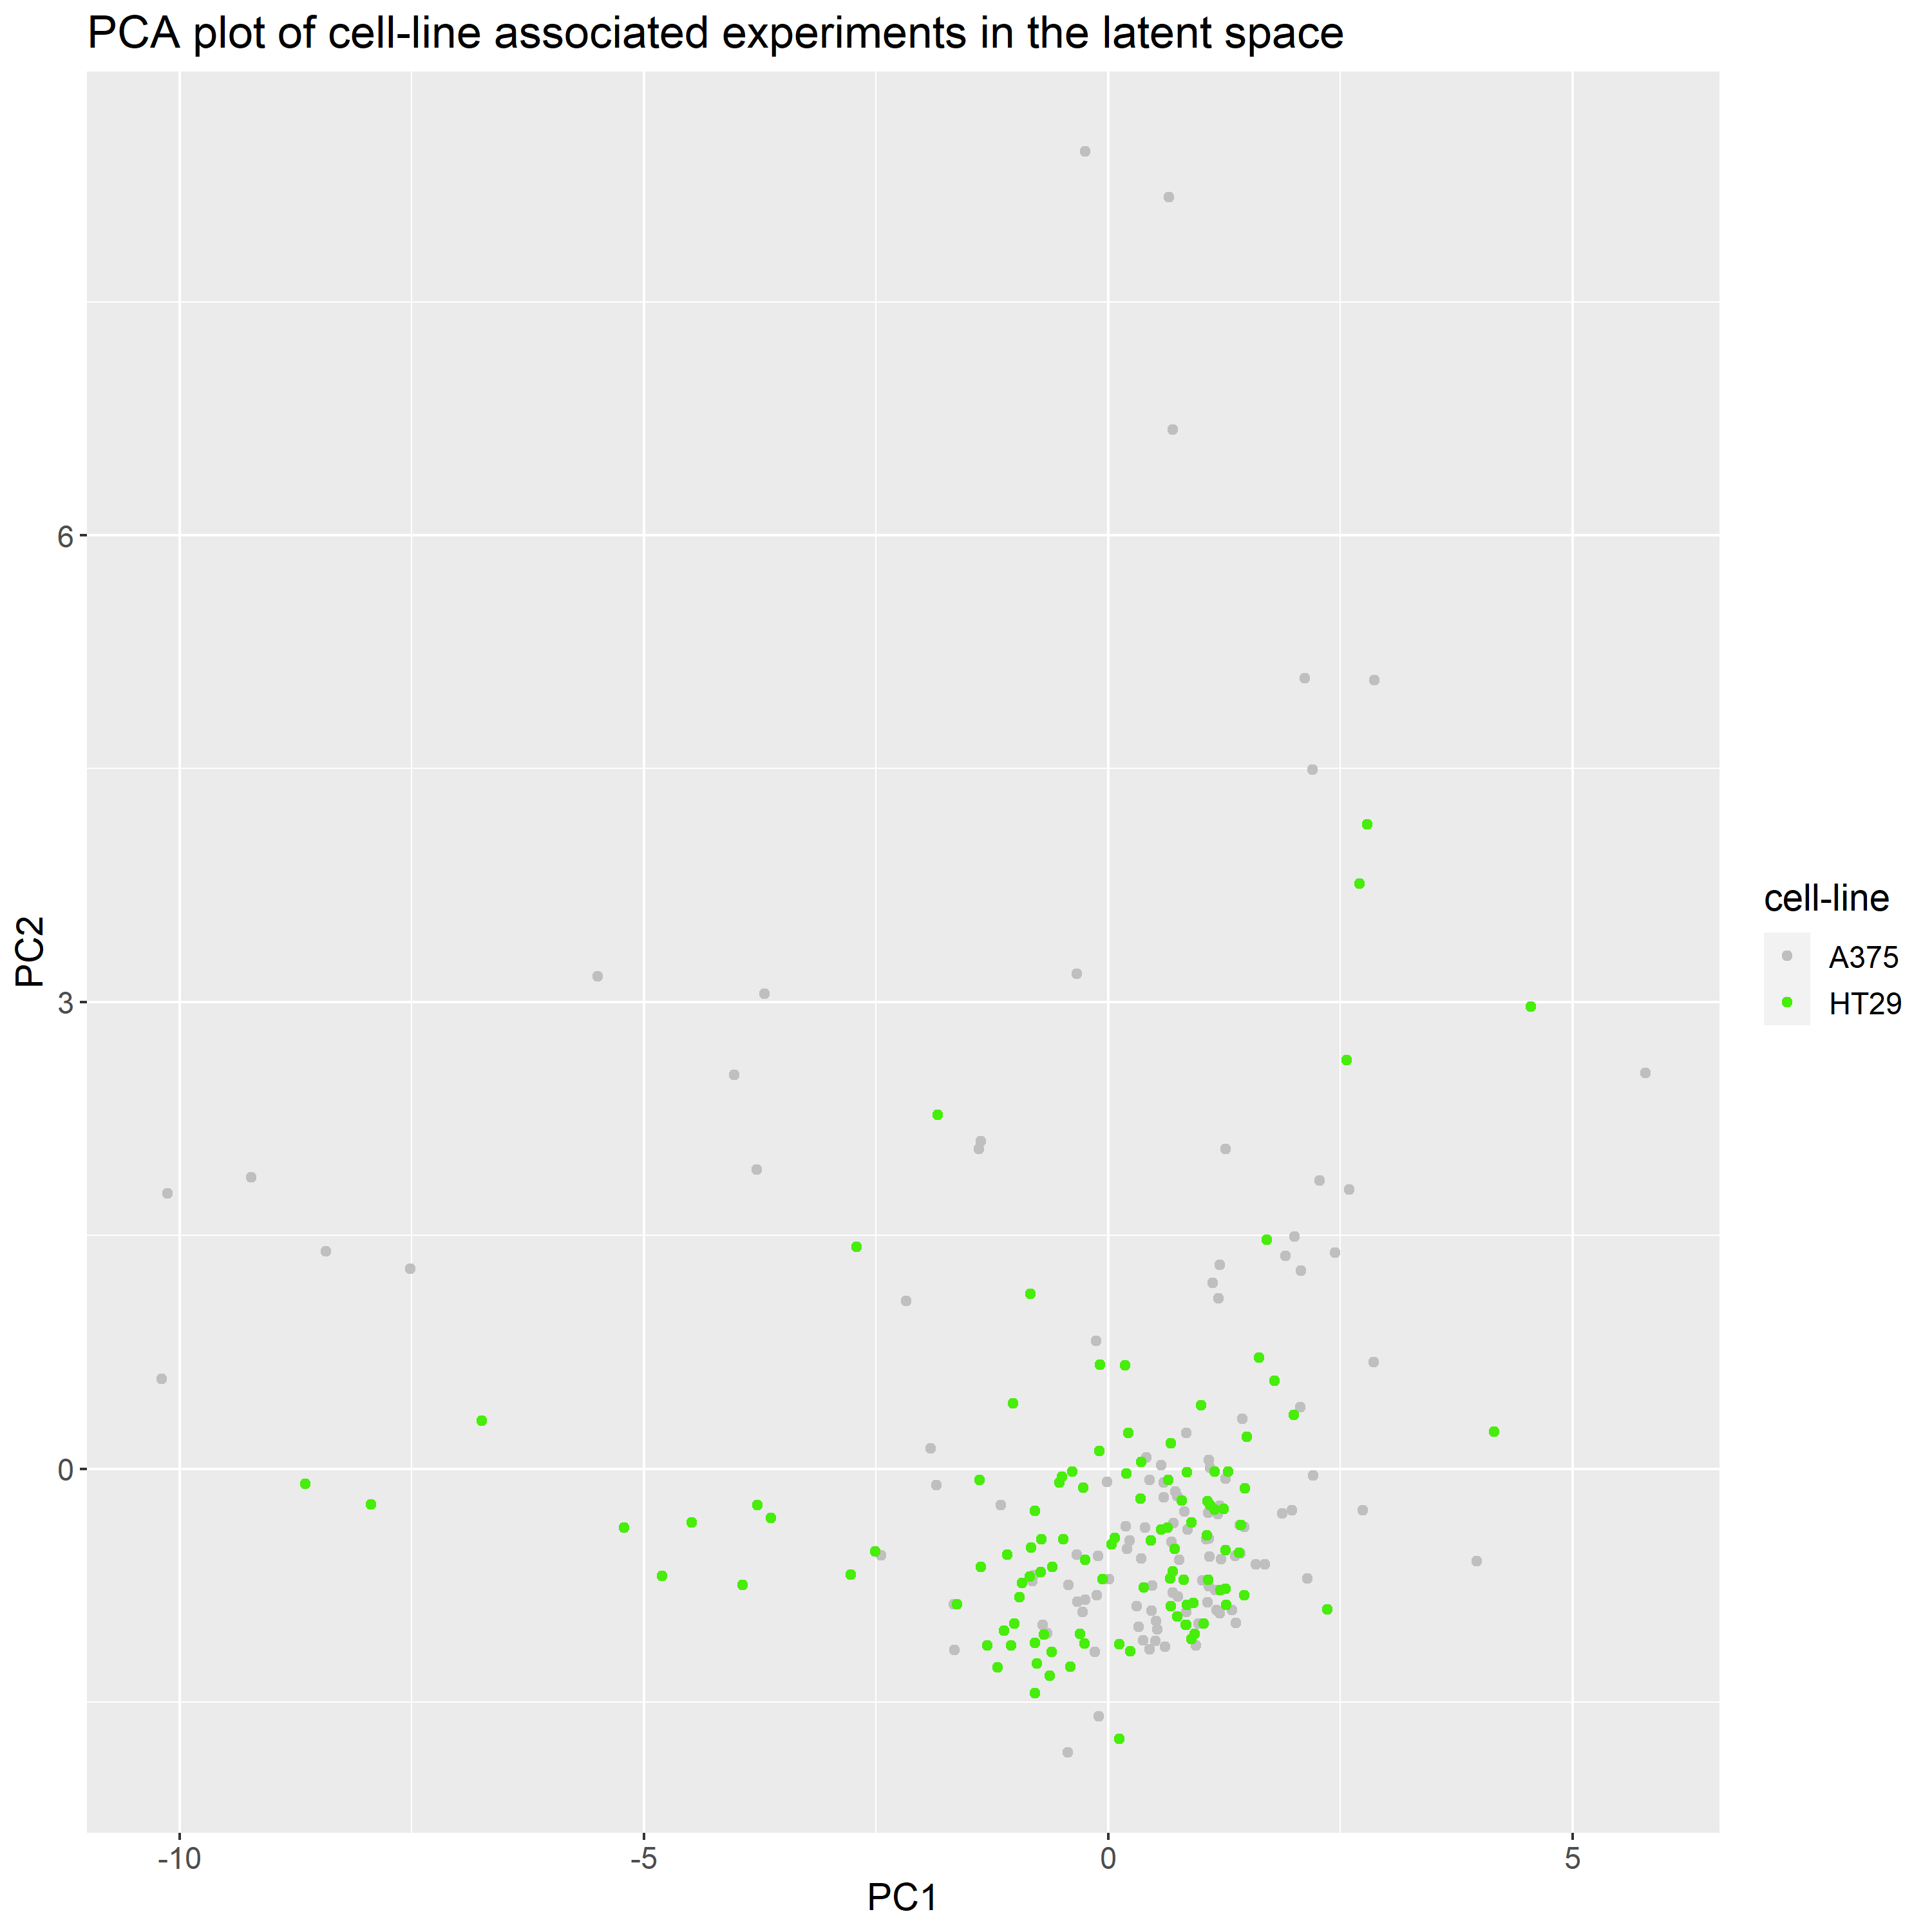 PCA plot of cell-line associated experiments in the latent space
6
3
0
PC2
-10
-5
0
5
PC1
cell-line
A375
HT29